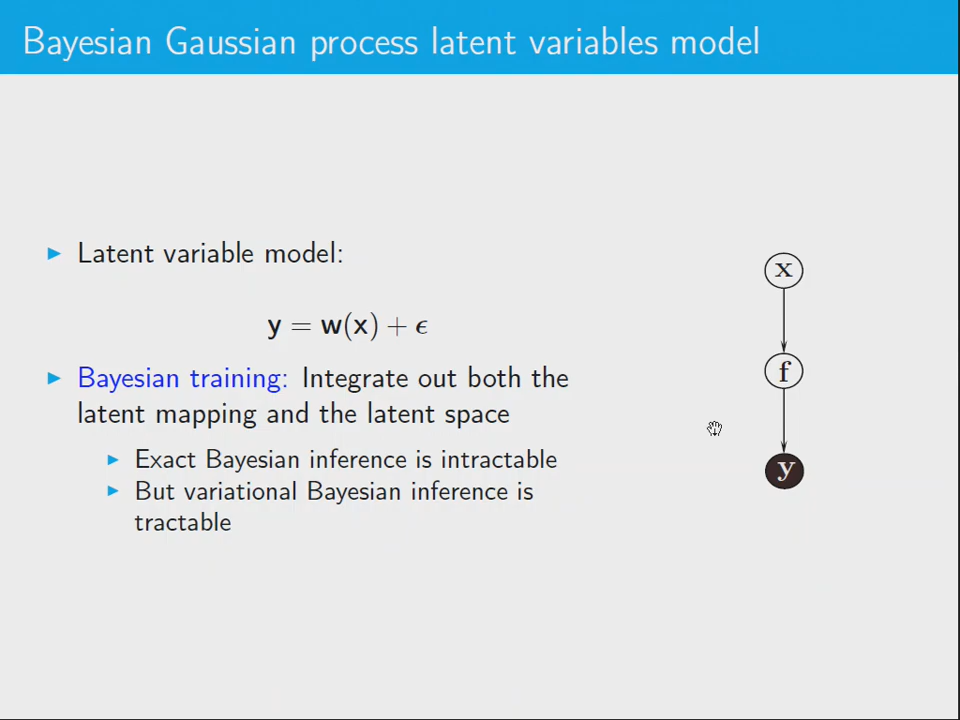 Bayesian Gaussian process latent variables model
Latent variable model:
y = w(x) + ϵ
Bayesian training: Integrate out both the
latent mapping and the latent space
Exact Bayesian inference is intractable
But variational Bayesian inference is
tractable
x
f
y